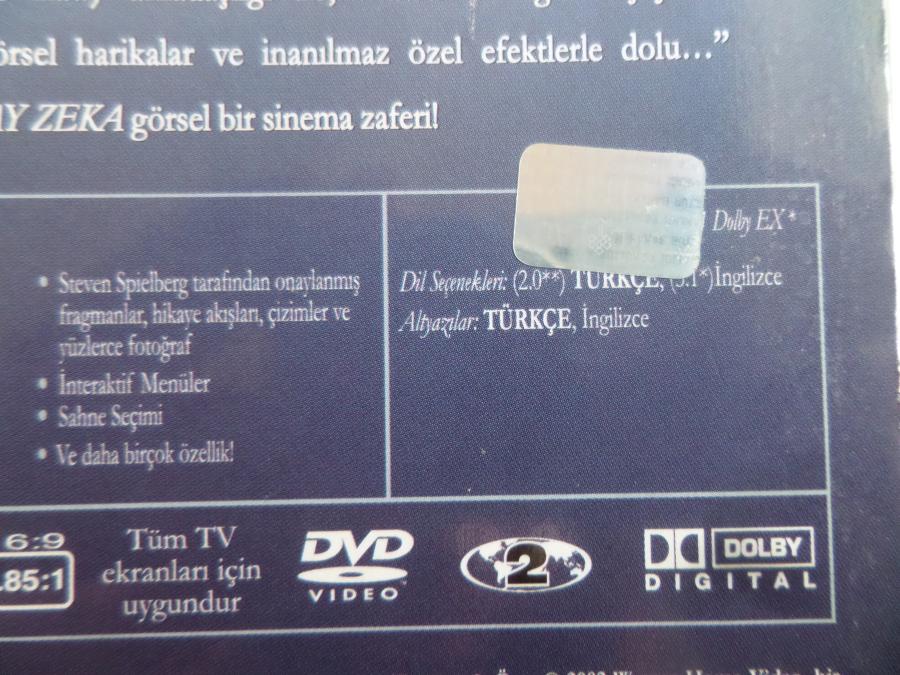 örsel harikalar ve inanılmaz özel efektlerle dolu...”
AY ZEKA görsel bir sinema zaferi!
• Steven Spielberg tarafından onaylanmış
fragmanlar, hikaye akışları, çizimler ve
yüzlerce fotoğraf
• İnteraktif Menüler
• Sahne Seçimi
• Ve daha birçok özellik!
Dolby EX*
Dil Seçenekleri: (2.0**) TÜRKÇE, (5.1*)İngilizce
Altyazılar: TÜRKÇE, İngilizce
6:9
.85:1
Tüm TV
ekranları için
uygundur
DVD
VIDEO
2
DOLBY
DIGITAL